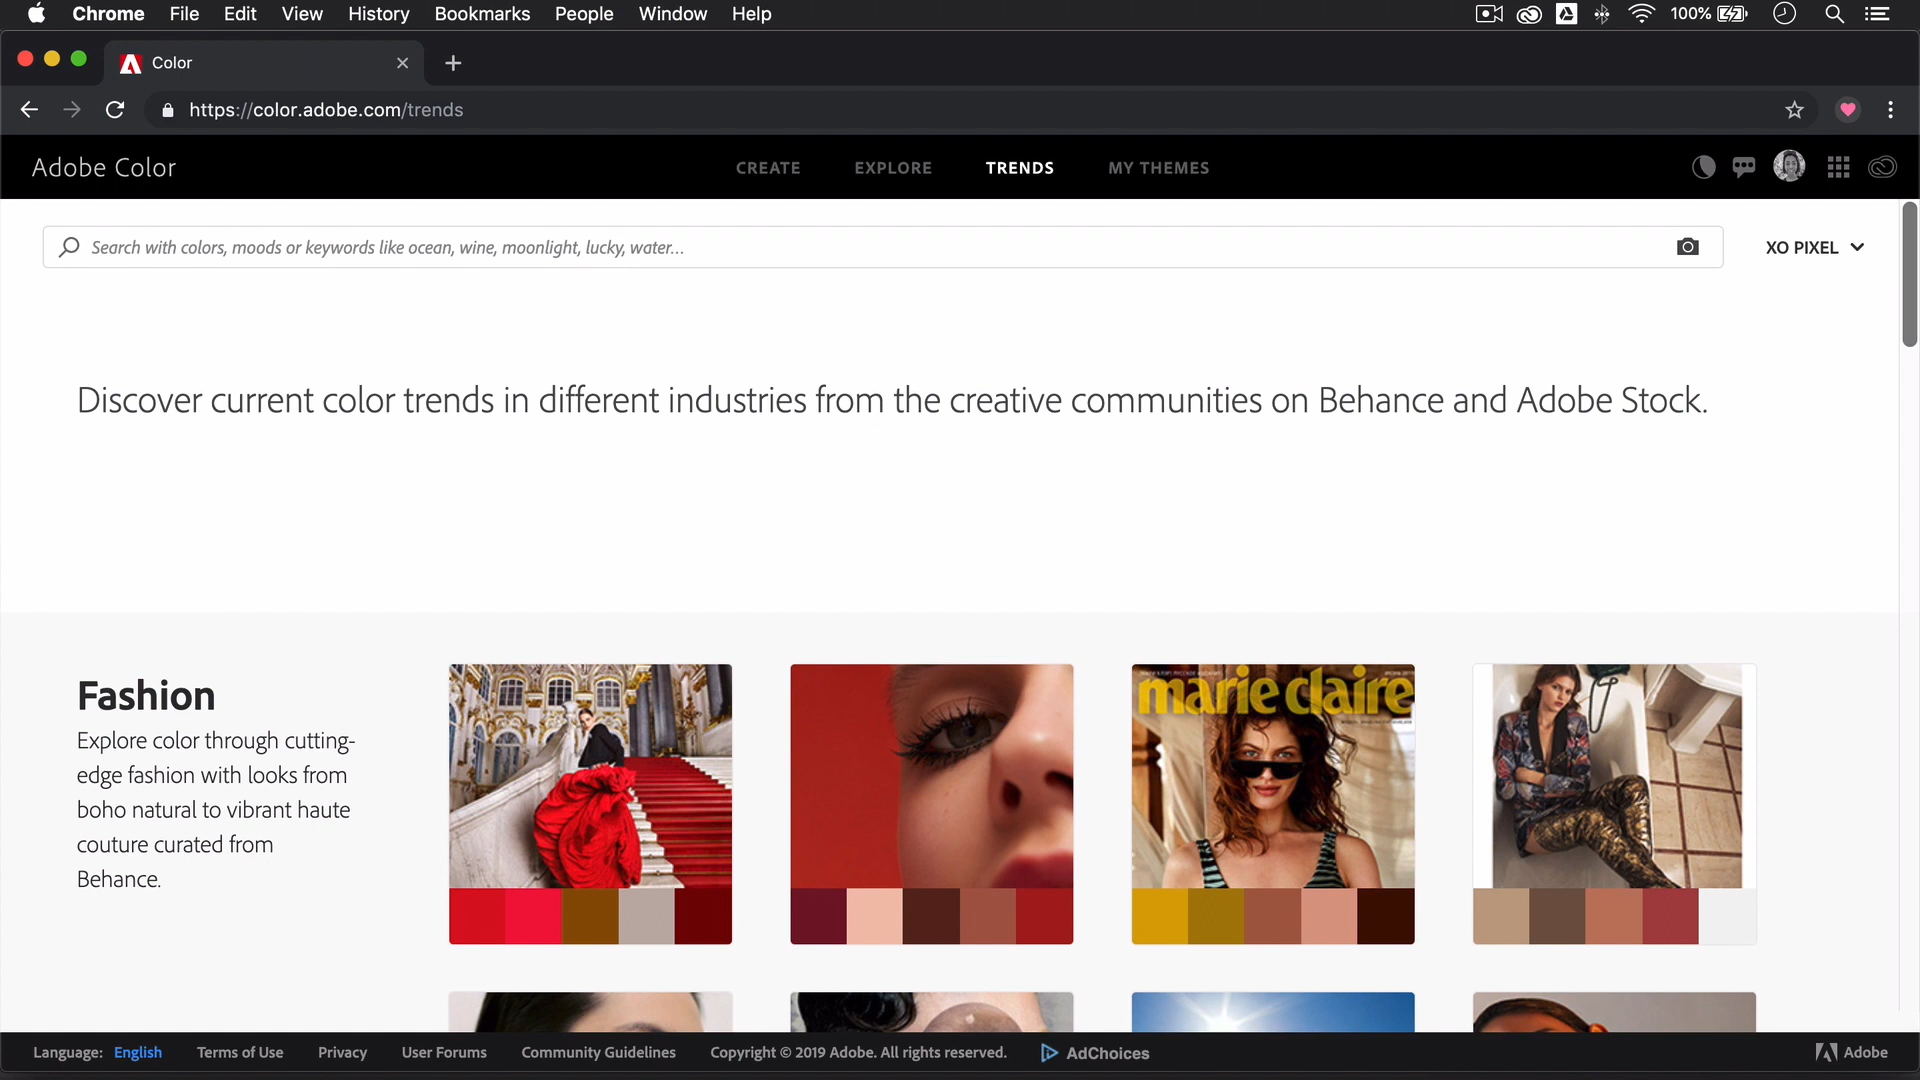 Chrome File Edit View History Bookmarks People Window Help 100%
Color
https://color.adobe.com/trends
Adobe Color CREATE EXPLORE TRENDS MY THEMES
Search with colors, moods or keywords like ocean, wine, moonlight, lucky, water... XO PIXEL
Discover current color trends in different industries from the creative communities on Behance and Adobe Stock.
Fashion
Explore color through cutting-
edge fashion with looks from
boho natural to vibrant haute
couture curated from
Behance.
marie claire
Language: English Terms of Use Privacy User Forums Community Guidelines Copyright © 2019 Adobe. All rights reserved. AdChoices Adobe